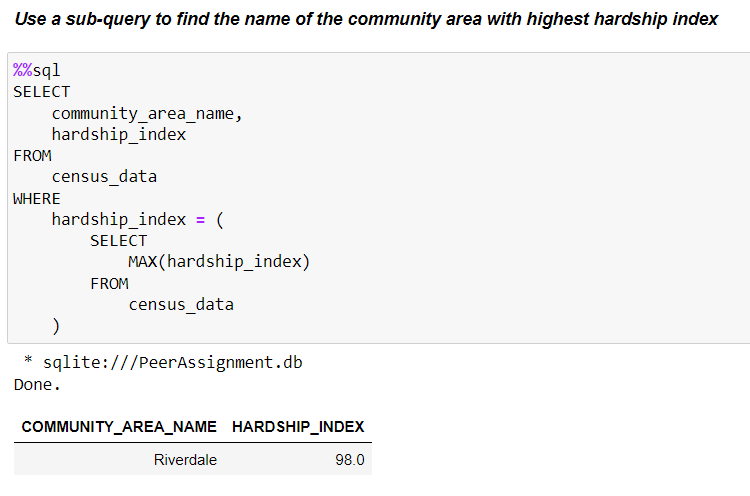 Use a sub-query to find the name of the community area with highest hardship index
%%sql
SELECT
    community_area_name,
    hardship_index
FROM
    census_data
WHERE
    hardship_index = (
        SELECT
            MAX(hardship_index)
        FROM
            census_data
    )
* sqlite:///PeerAssignment.db
Done.
COMMUNITY_AREA_NAME HARDSHIP_INDEX
Riverdale 98.0